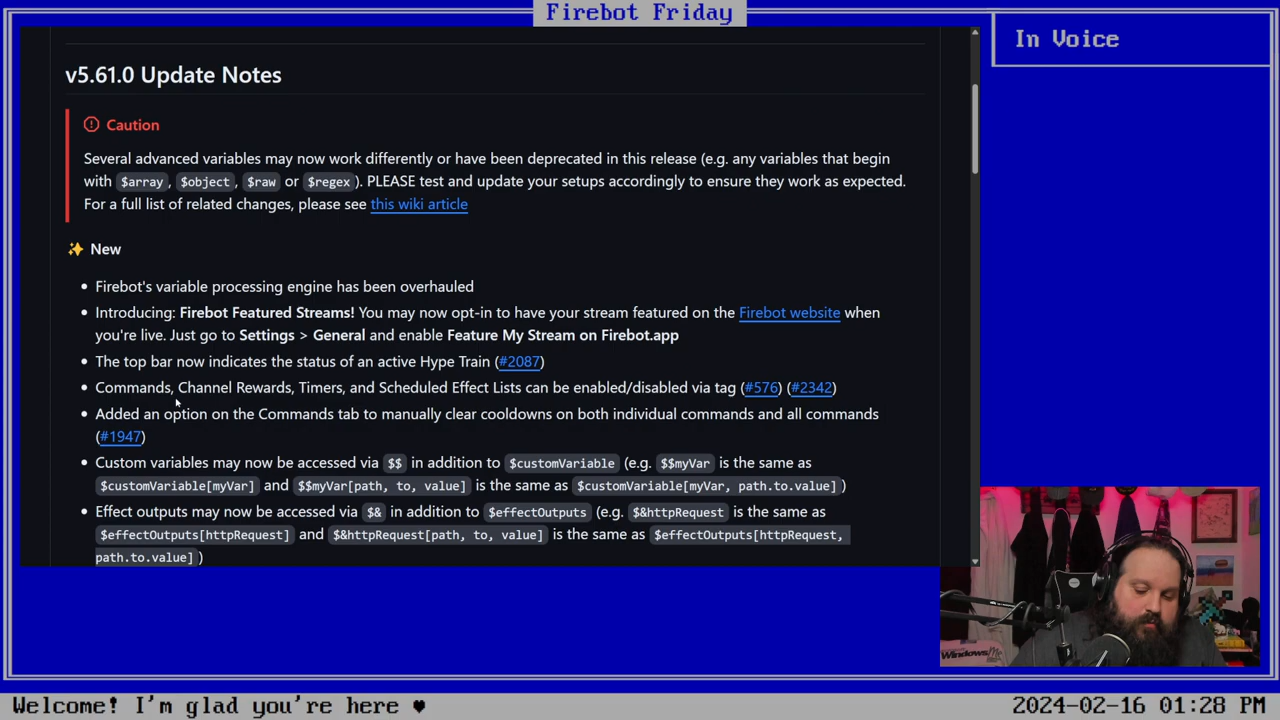 Firebot Friday
In Voice
v5.61.0 Update Notes
Caution
Several advanced variables may now work differently or have been deprecated in this release (e.g. any variables that begin
with $array, $object, $raw or $regex). PLEASE test and update your setups accordingly to ensure they work as expected.
For a full list of related changes, please see this wiki article
✨ New
• Firebot's variable processing engine has been overhauled
• Introducing: Firebot Featured Streams! You may now opt-in to have your stream featured on the Firebot website when
you're live. Just go to Settings > General and enable Feature My Stream on Firebot.app
• The top bar now indicates the status of an active Hype Train (#2087)
• Commands, Channel Rewards, Timers, and Scheduled Effect Lists can be enabled/disabled via tag (#576) (#2342)
• Added an option on the Commands tab to manually clear cooldowns on both individual commands and all commands
(#1947)
• Custom variables may now be accessed via $$ in addition to $customVariable (e.g. $$myVar is the same as
$customVariable[myVar] and $$myVar[path, to, value] is the same as $customVariable[myVar, path.to.value])
• Effect outputs may now be accessed via $& in addition to $effectOutputs (e.g. $&httpRequest is the same as
$effectOutputs[httpRequest] and $&httpRequest[path, to, value] is the same as $effectOutputs[httpRequest,
path.to.value])
Windows Me
Welcome! I'm glad you're here ♥
2024-02-16 01:28 PM